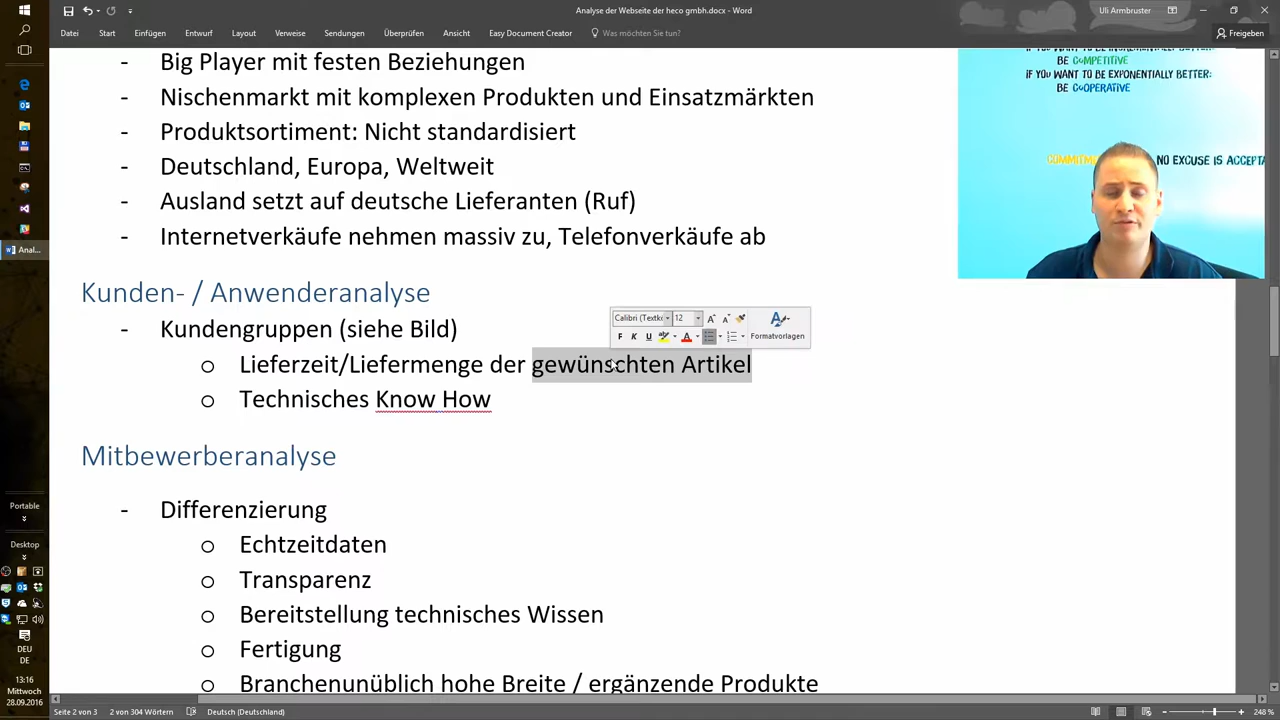 Analyse der Webseite der heco gmbh.docx - Word
Uli Armbruster
Datei Start Einfügen Entwurf Layout Verweise Sendungen Überprüfen Ansicht Easy Document Creator Was möchten Sie tun? Freigeben
- Big Player mit festen Beziehungen
- Nischenmarkt mit komplexen Produkten und Einsatzmärkten
- Produktsortiment: Nicht standardisiert
- Deutschland, Europa, Weltweit
- Ausland setzt auf deutsche Lieferanten (Ruf)
- Internetverkäufe nehmen massiv zu, Telefonverkäufe ab
IF YOU WANT TO BE INCREMENTALLY BETTER:
BE COMPETITIVE
IF YOU WANT TO BE EXPONENTIALLY BETTER:
BE COOPERATIVE
COMMITM
NO EXCUSE IS ACCEPTA
Kunden- / Anwenderanalyse
- Kundengruppen (siehe Bild)
Calibri (Textk 12
F K U Formatvorlagen
o Lieferzeit/Liefermenge der gewünschten Artikel
o Technisches Know How
Mitbewerberanalyse
- Differenzierung
o Echtzeitdaten
o Transparenz
o Bereitstellung technisches Wissen
o Fertigung
o Branchenunüblich hohe Breite / ergänzende Produkte
Anal...
Portable
Desktop
DEU
DE
13:16
Mittwoch
28.09.2016
Seite 2 von 3 2 von 304 Wörtern Deutsch (Deutschland) 248 %